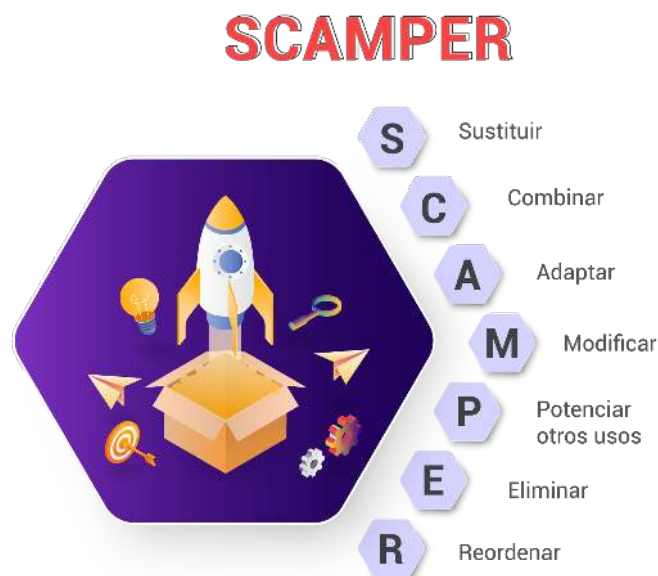 SCAMPER
S Sustituir
C Combinar
A Adaptar
M Modificar
P Potenciar
otros usos
E Eliminar
R Reordenar